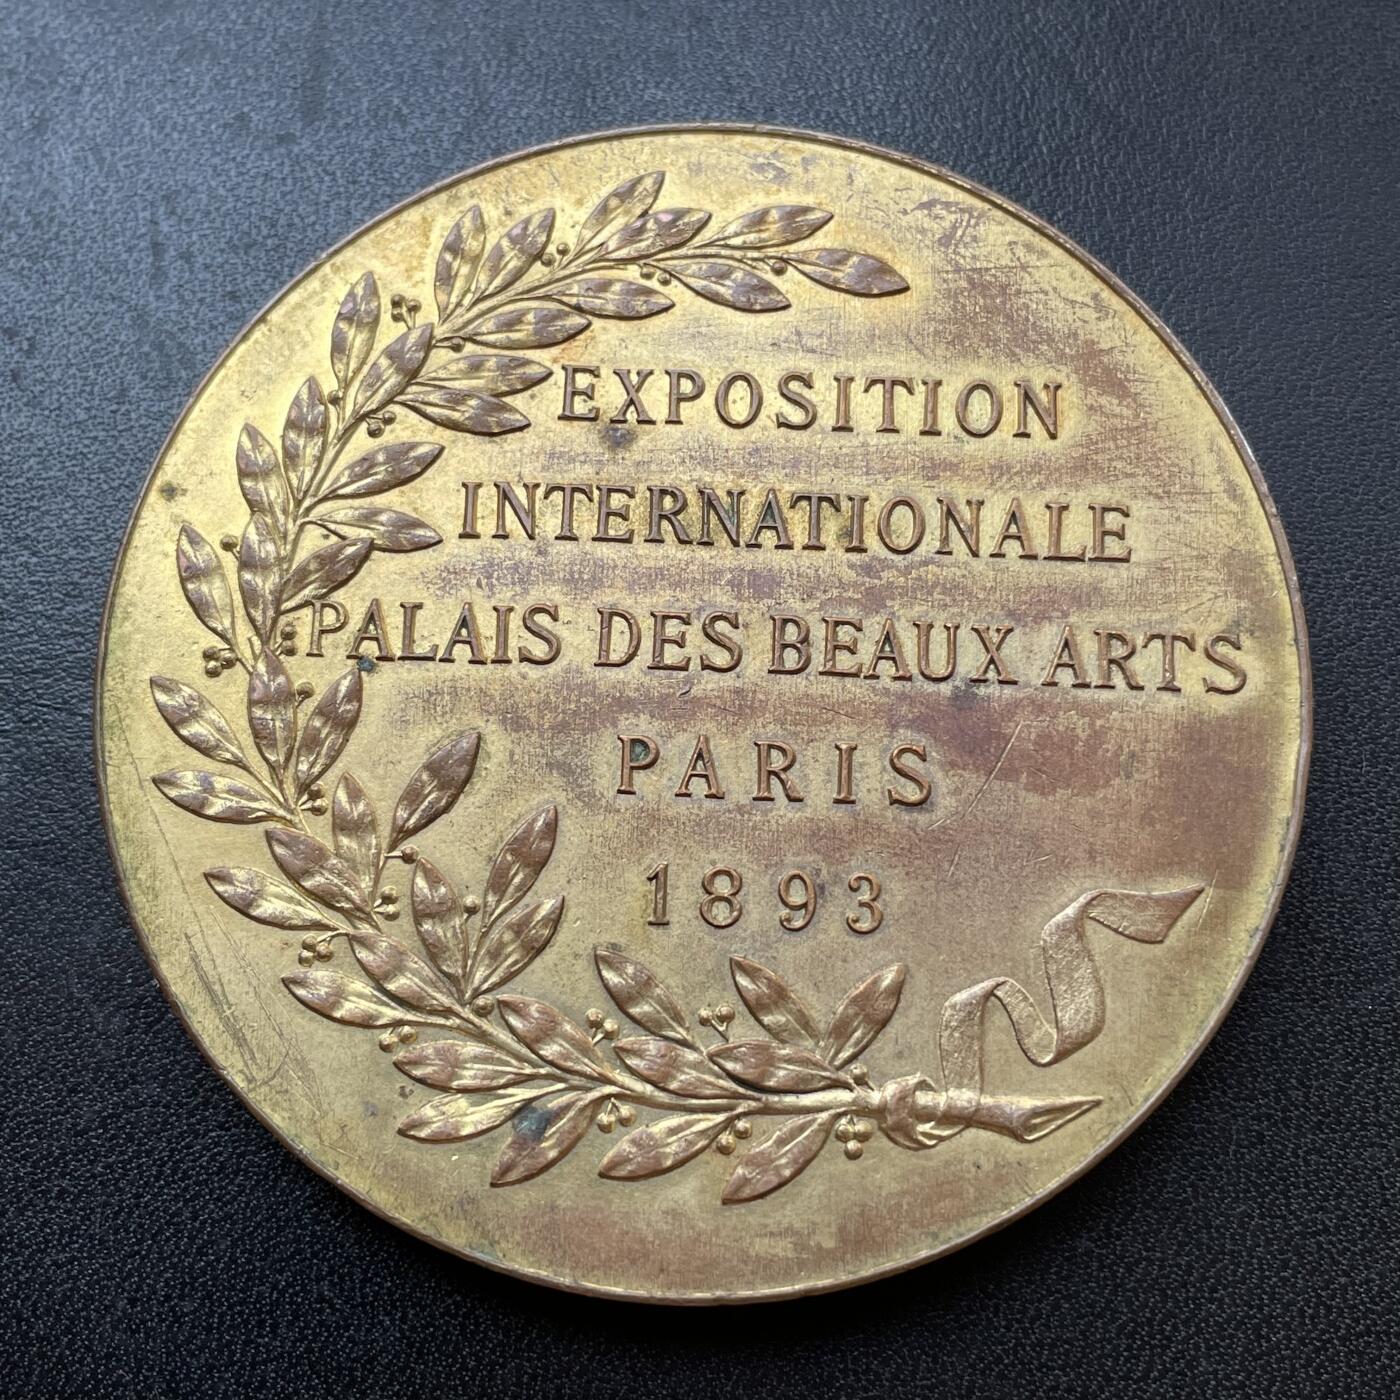 EXPOSITION
INTERNATIONALE
PALAIS DES BEAUX ARTS
PARIS
1893